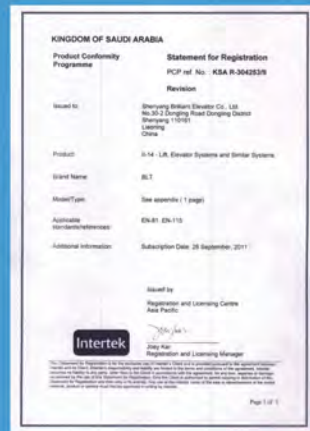 KINGDOM OF SAUDI ARABIA
Product Conformity
Programme
Statement for Registration
PCP ref. No. : KSA R-304253/9
Revision
Issued to:
Shenyang Brilliant Elevator Co., Ltd
No.30-2 Dongling Road Dongling District
Shenyang 110161
Liaoning
China
Product:
II-14 - Lift, Elevator Systems and Similar Systems
Brand Name:
BLT
Model/Type:
See appendix ( 1 page)
Applicable
standards/references:
EN-81, EN-115
Additional information:
Subscription Date: 28 September, 2011
Issued by
Registration and Licensing Centre
Asia Pacific
Intertek
Joey Kan
Registration and Licensing Manager
Page 1 of 1